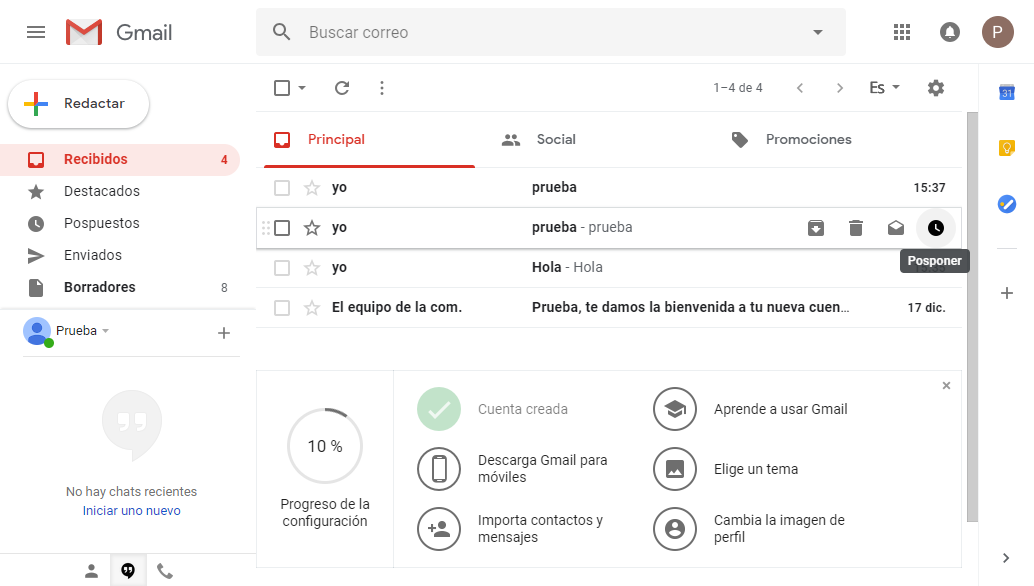 Gmail
Buscar correo
P
Redactar
1–4 de 4
Es
31
Recibidos 4
Destacados
Pospuestos
Enviados
Borradores 8
Principal
Social
Promociones
yo prueba 15:37
yo prueba - prueba
Posponer
yo Hola - Hola
El equipo de la com. Prueba, te damos la bienvenida a tu nueva cuen… 17 dic.
Prueba
No hay chats recientes
Iniciar uno nuevo
10 %
Progreso de la
configuración
Cuenta creada
Descarga Gmail para
móviles
Importa contactos y
mensajes
Aprende a usar Gmail
Elige un tema
Cambia la imagen de
perfil